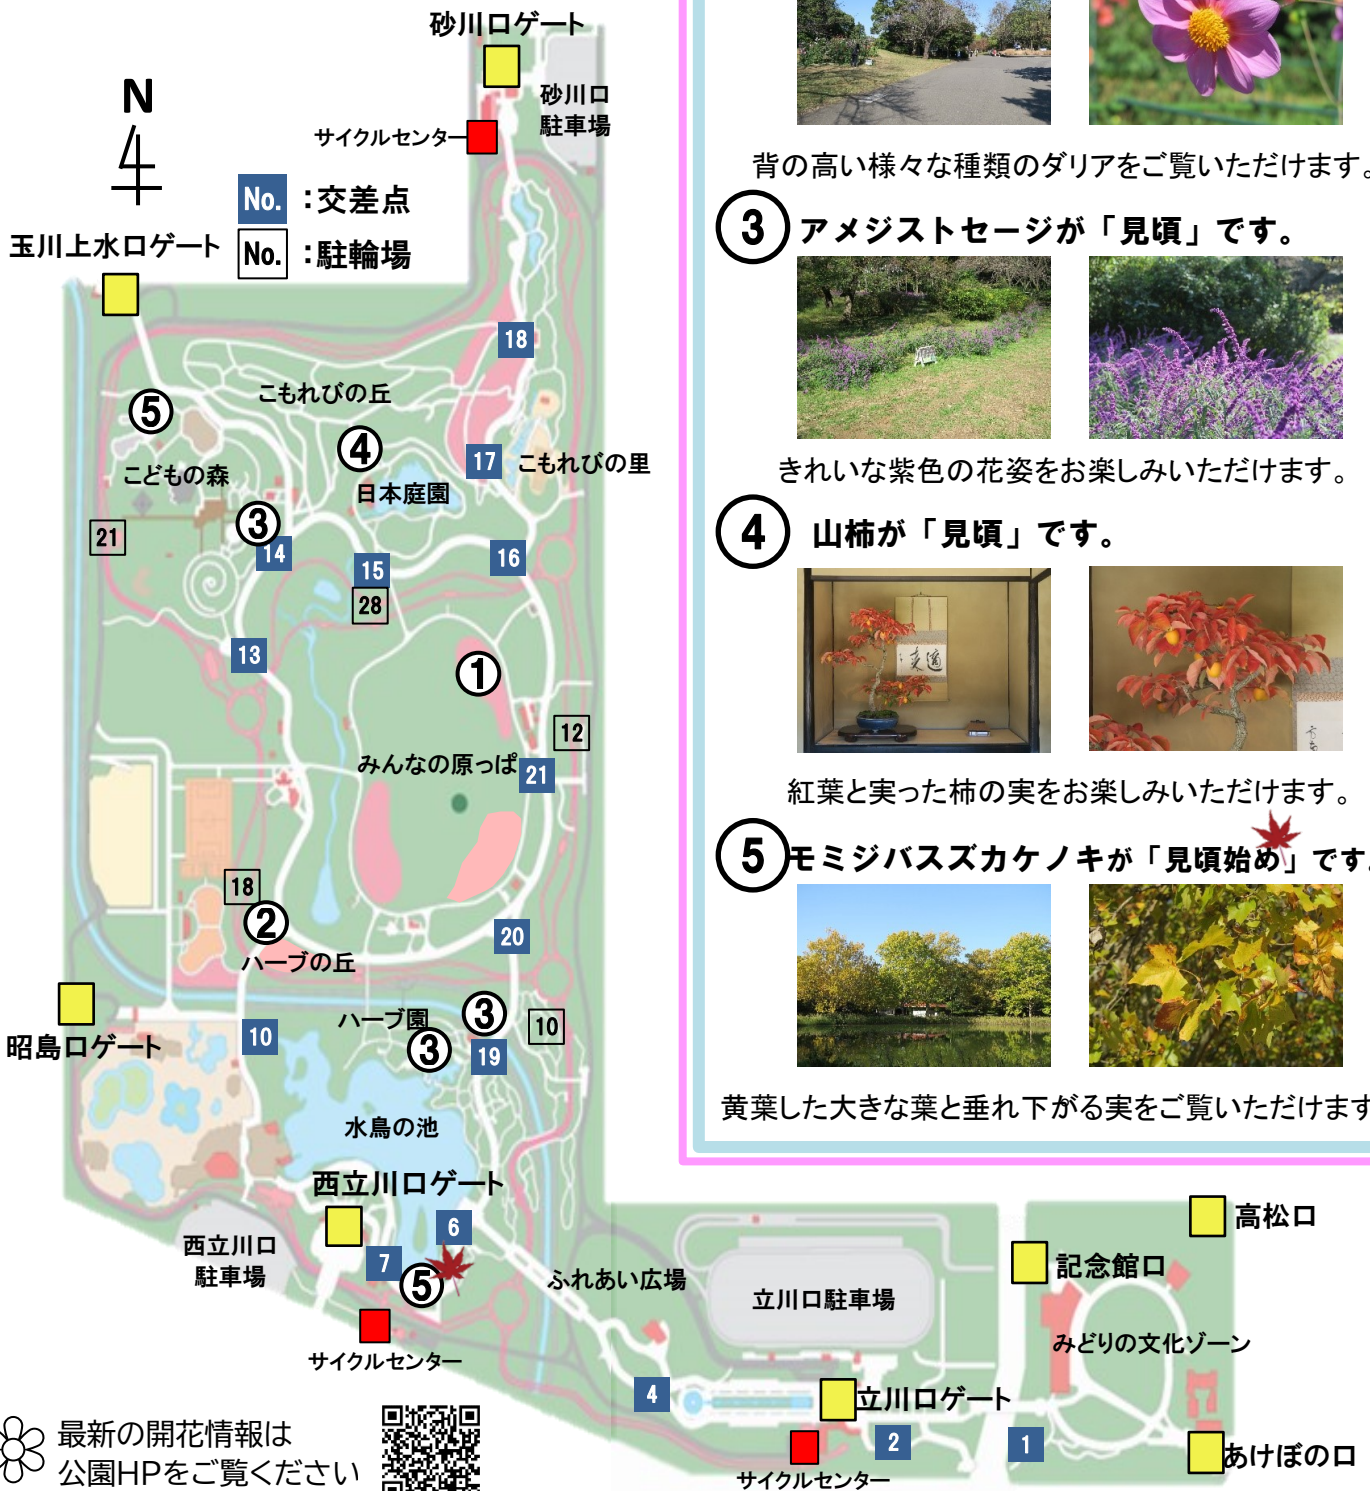 砂川口ゲート
N
砂川口
駐車場
サイクルセンター
No. ：交差点
No. ：駐輪場
玉川上水口ゲート
18
こもれびの丘
⑤
④
17
こもれびの里
こどもの森
日本庭園
③
21
14
15
16
28
13
①
12
みんなの原っぱ
21
18
②
20
ハーブの丘
昭島口ゲート
10
ハーブ園
③
③
10
19
水鳥の池
西立川口ゲート
6
西立川口
駐車場
7
⑤
サイクルセンター
ふれあい広場
立川口駐車場
高松口
記念館口
みどりの文化ゾーン
4
立川口ゲート
2
1
あけぼの口
サイクルセンター
最新の開花情報は
公園HPをご覧ください
背の高い様々な種類のダリアをご覧いただけます。
③ アメジストセージが「見頃」です。
きれいな紫色の花姿をお楽しみいただけます。
④ 山柿が「見頃」です。
紅葉と実った柿の実をお楽しみいただけます。
⑤ モミジバスズカケノキが「見頃始め」です。
黄葉した大きな葉と垂れ下がる実をご覧いただけます